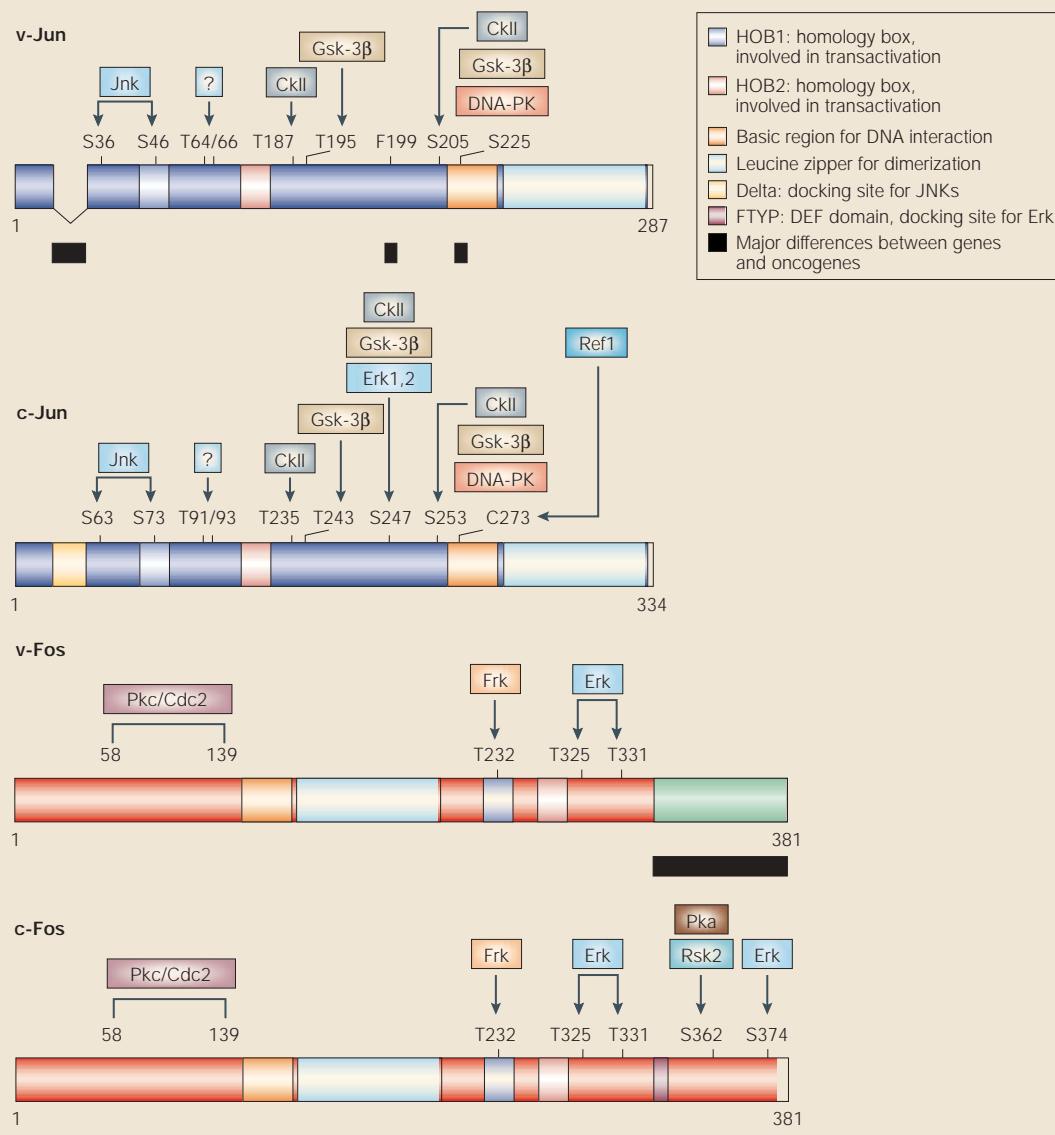 v-Jun
CkII
Gsk-3β
Gsk-3β
Jnk
?
CkII
DNA-PK
S36 S46 T64/66 T187 T195 F199 S205 S225
1 287
HOB1: homology box,
involved in transactivation
HOB2: homology box,
involved in transactivation
Basic region for DNA interaction
Leucine zipper for dimerization
Delta: docking site for JNKs
FTYP: DEF domain, docking site for Erk
Major differences between genes
and oncogenes
c-Jun
CkII
Gsk-3β
Erk1,2
Ref1
Gsk-3β
CkII
Jnk
?
CkII
Gsk-3β
DNA-PK
S63 S73 T91/93 T235 T243 S247 S253 C273
1 334
v-Fos
Pkc/Cdc2
Frk
Erk
58 139 T232 T325 T331
1 381
c-Fos
Pka
Pkc/Cdc2
Frk
Erk
Rsk2
Erk
58 139 T232 T325 T331 S362 S374
1 381